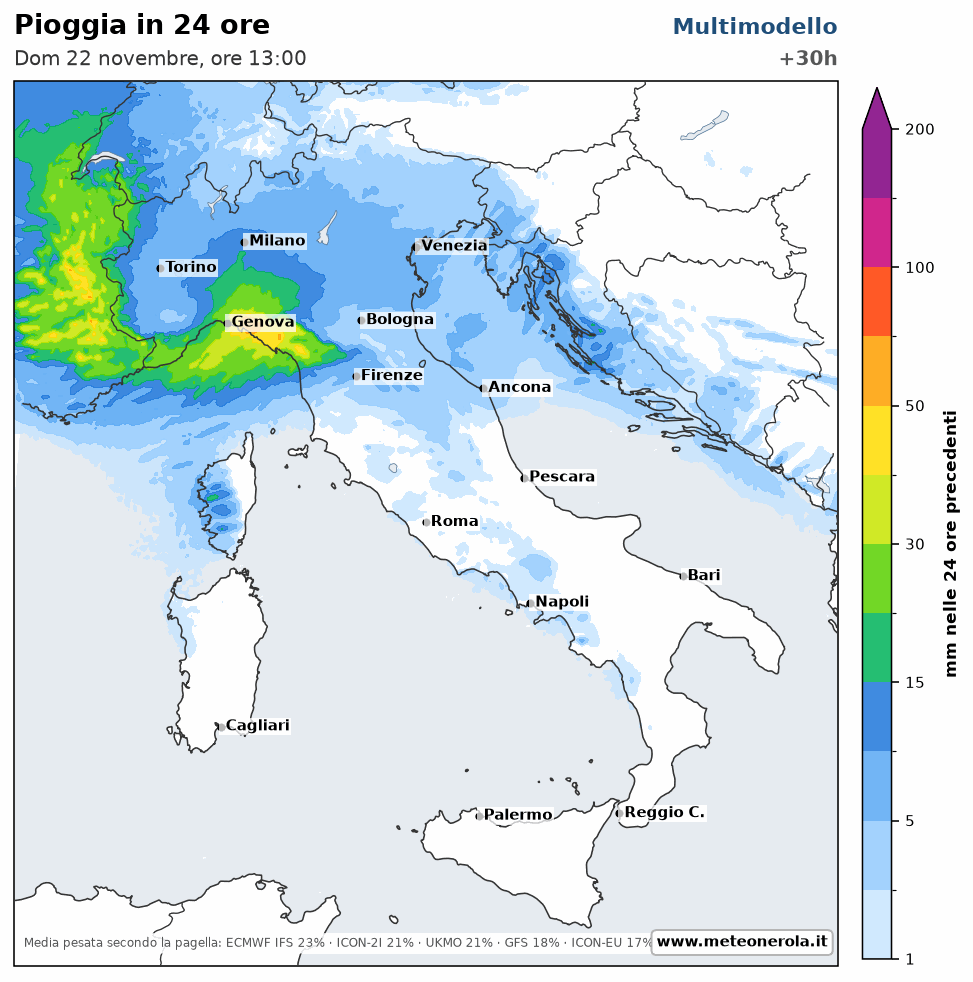 Pioggia in 24 ore
Multimodello
Dom 22 novembre, ore 13:00
+30h
200
100
50
30
15
5
1
mm nelle 24 ore precedenti
Milano
Venezia
Torino
Genova
Bologna
Firenze
Ancona
Pescara
Roma
Bari
Napoli
Cagliari
Palermo
Reggio C.
Media pesata secondo la pagella: ECMWF IFS 23% · ICON-2I 21% · UKMO 21% · GFS 18% · ICON-EU 17%
www.meteonerola.it